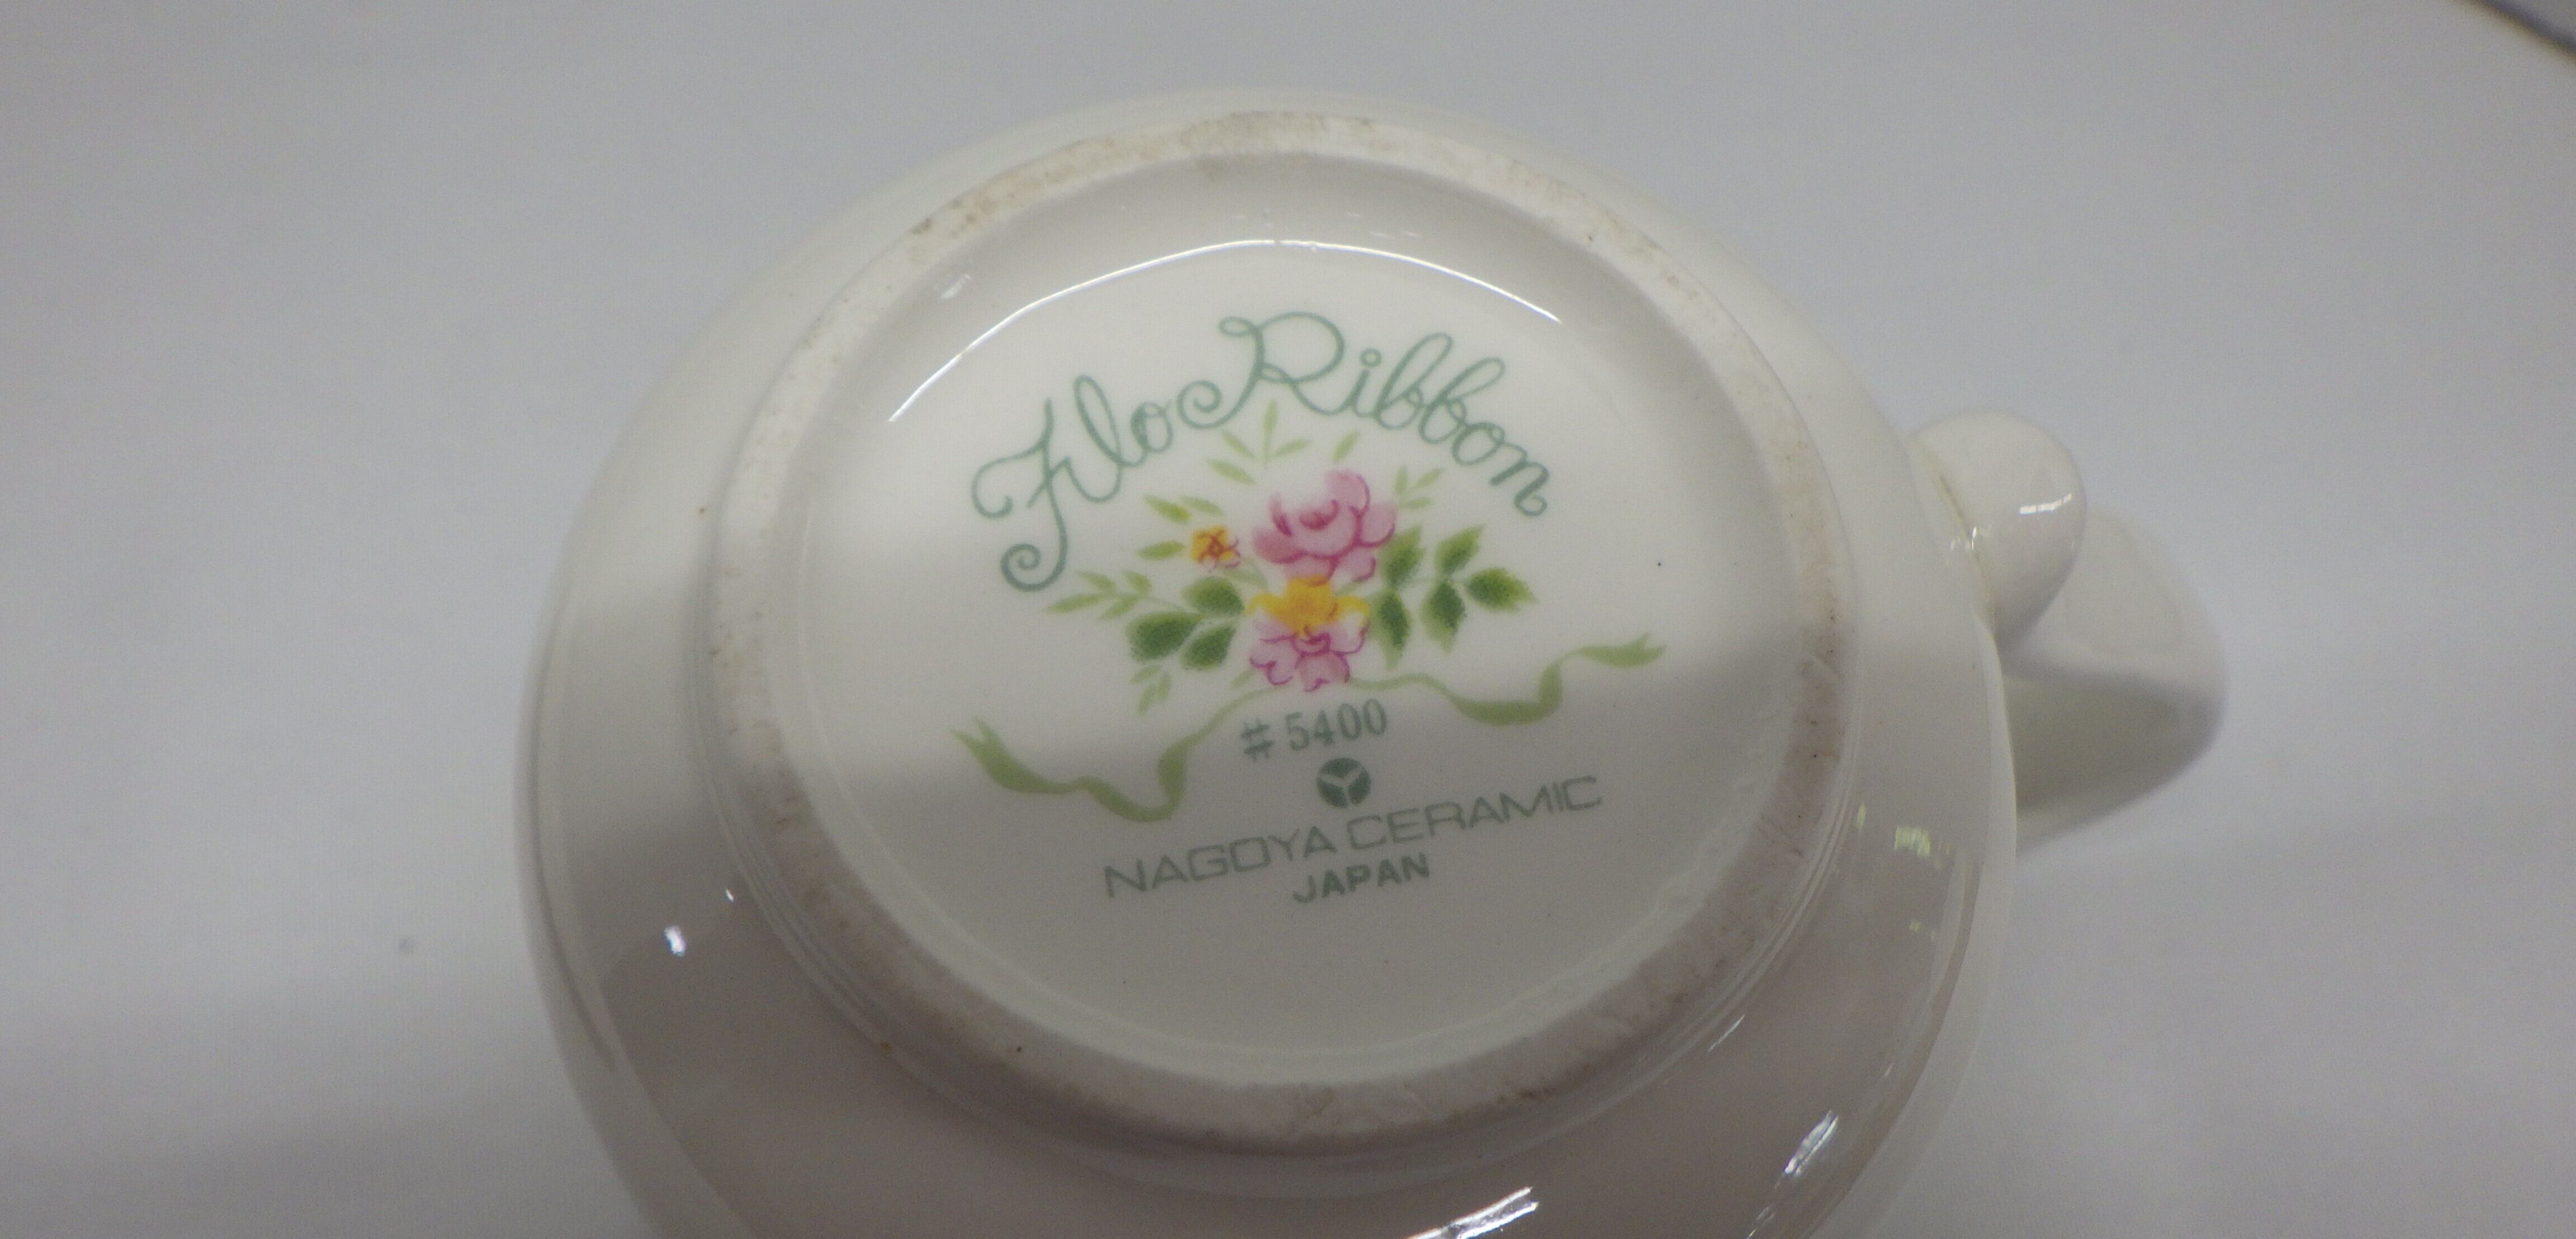 Flo Ribbon
# 5400
NAGOYA CERAMIC
JAPAN